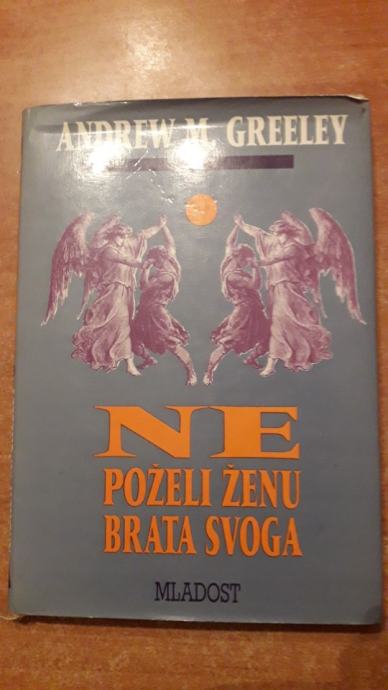 ANDREW M. GREELEY
NE
POŽELI ŽENU
BRATA SVOGA
MLADOST